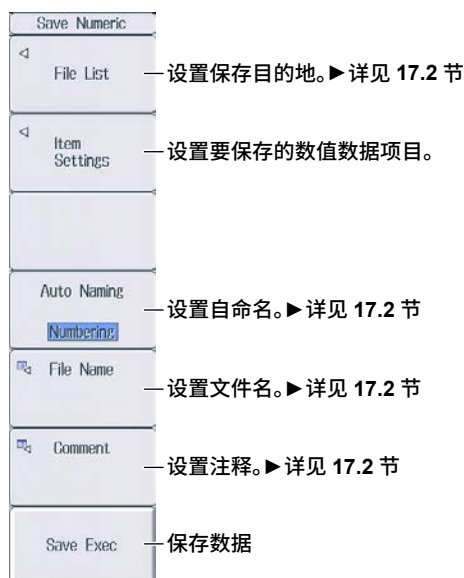 Save Numeric
File List
设置保存目的地。►详见 17.2 节
Item
Settings
设置要保存的数值数据项目。
Auto Naming
Numbering
设置自命名。►详见 17.2 节
File Name
设置文件名。►详见 17.2 节
Comment
设置注释。►详见 17.2 节
Save Exec
保存数据